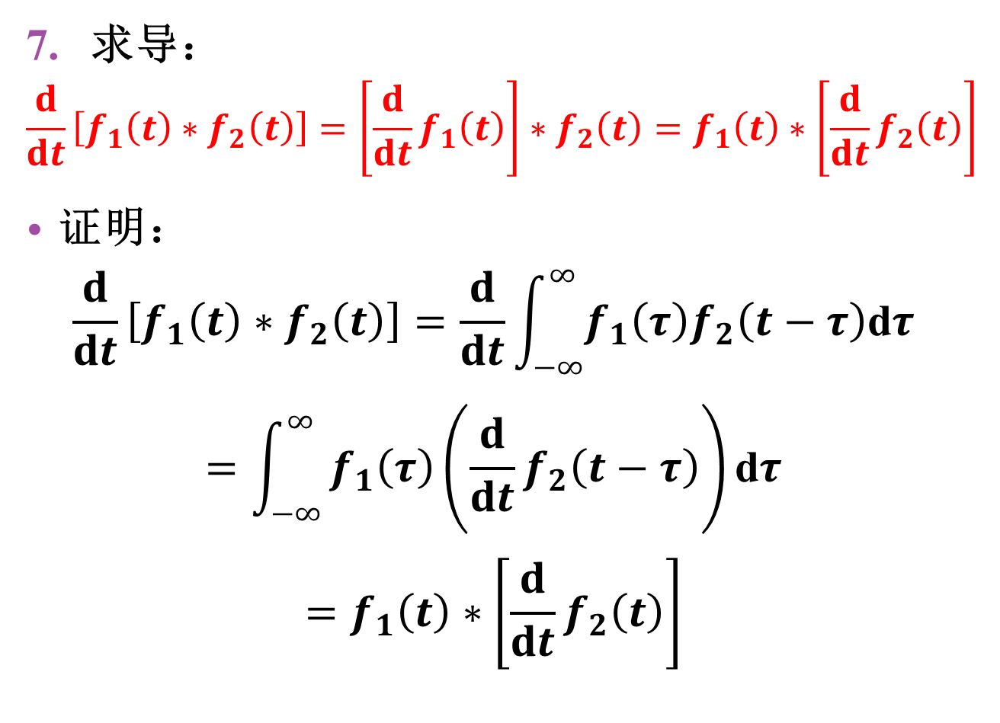 7. 求导：
$\frac{\mathrm{d}}{\mathrm{d}t}[f_1(t) * f_2(t)] = \left[\frac{\mathrm{d}}{\mathrm{d}t}f_1(t)\right] * f_2(t) = f_1(t) * \left[\frac{\mathrm{d}}{\mathrm{d}t}f_2(t)\right]$
• 证明：
$\frac{\mathrm{d}}{\mathrm{d}t}[f_1(t) * f_2(t)] = \frac{\mathrm{d}}{\mathrm{d}t}\int_{-\infty}^{\infty} f_1(\tau)f_2(t-\tau)\mathrm{d}\tau$
$= \int_{-\infty}^{\infty} f_1(\tau)\left(\frac{\mathrm{d}}{\mathrm{d}t}f_2(t-\tau)\right)\mathrm{d}\tau$
$= f_1(t) * \left[\frac{\mathrm{d}}{\mathrm{d}t}f_2(t)\right]$